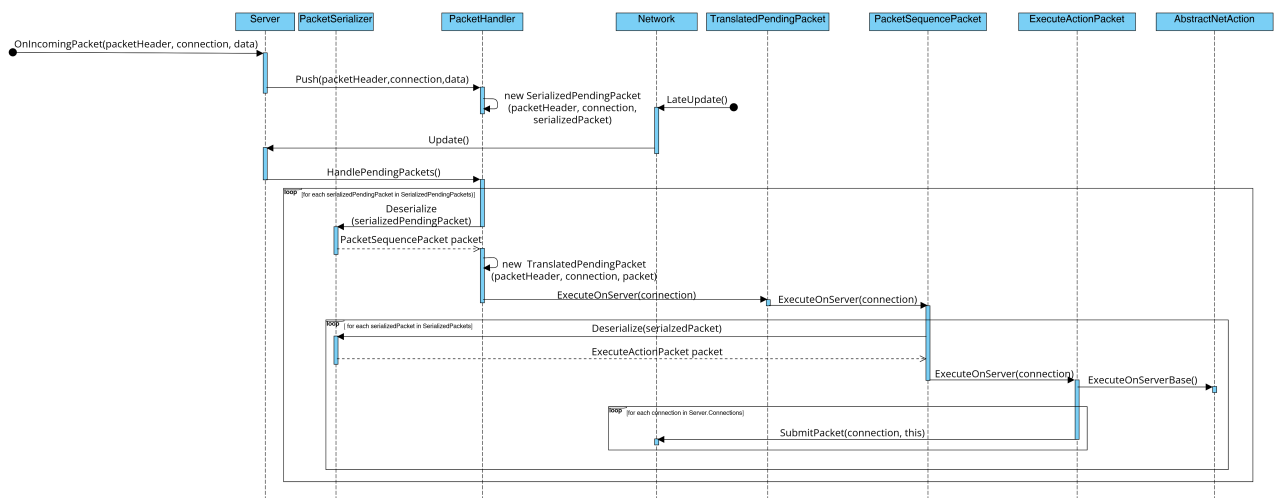 Server
PacketSerializer
PacketHandler
Network
TranslatedPendingPacket
PacketSequencePacket
ExecuteActionPacket
AbstractNetAction
OnIncomingPacket(packetHeader, connection, data)
Push(packetHeader,connection,data)
new SerializedPendingPacket
(packetHeader, connection,
serializedPacket)
LateUpdate()
Update()
HandlePendingPackets()
loop
[for each serializedPendingPacket in SerializedPendingPackets)]
Deserialize
(serializedPendingPacket)
PacketSequencePacket packet
new TranslatedPendingPacket
(packetHeader, connection, packet)
ExecuteOnServer(connection)
ExecuteOnServer(connection)
loop
[ for each serializedPacket in SerializedPackets]
Deserialize(serialzedPacket)
ExecuteActionPacket packet
ExecuteOnServer(connection)
ExecuteOnServerBase()
loop
[for each connection in Server.Connections]
SubmitPacket(connection, this)